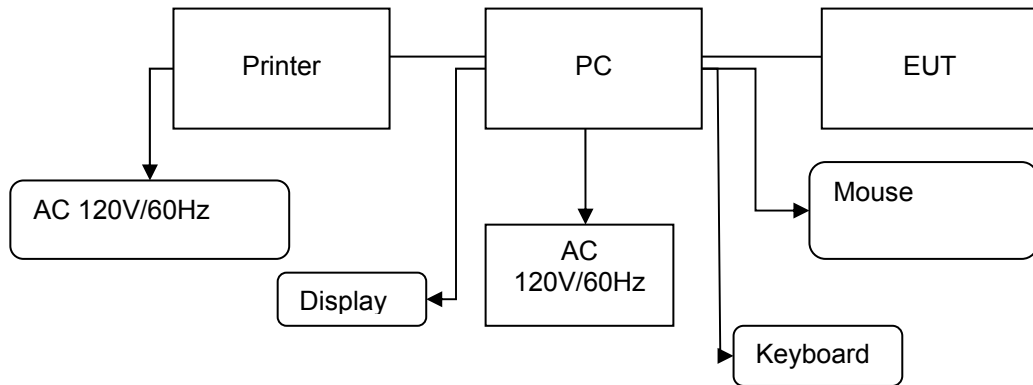 Printer
PC
EUT
AC 120V/60Hz
Mouse
AC
120V/60Hz
Display
Keyboard